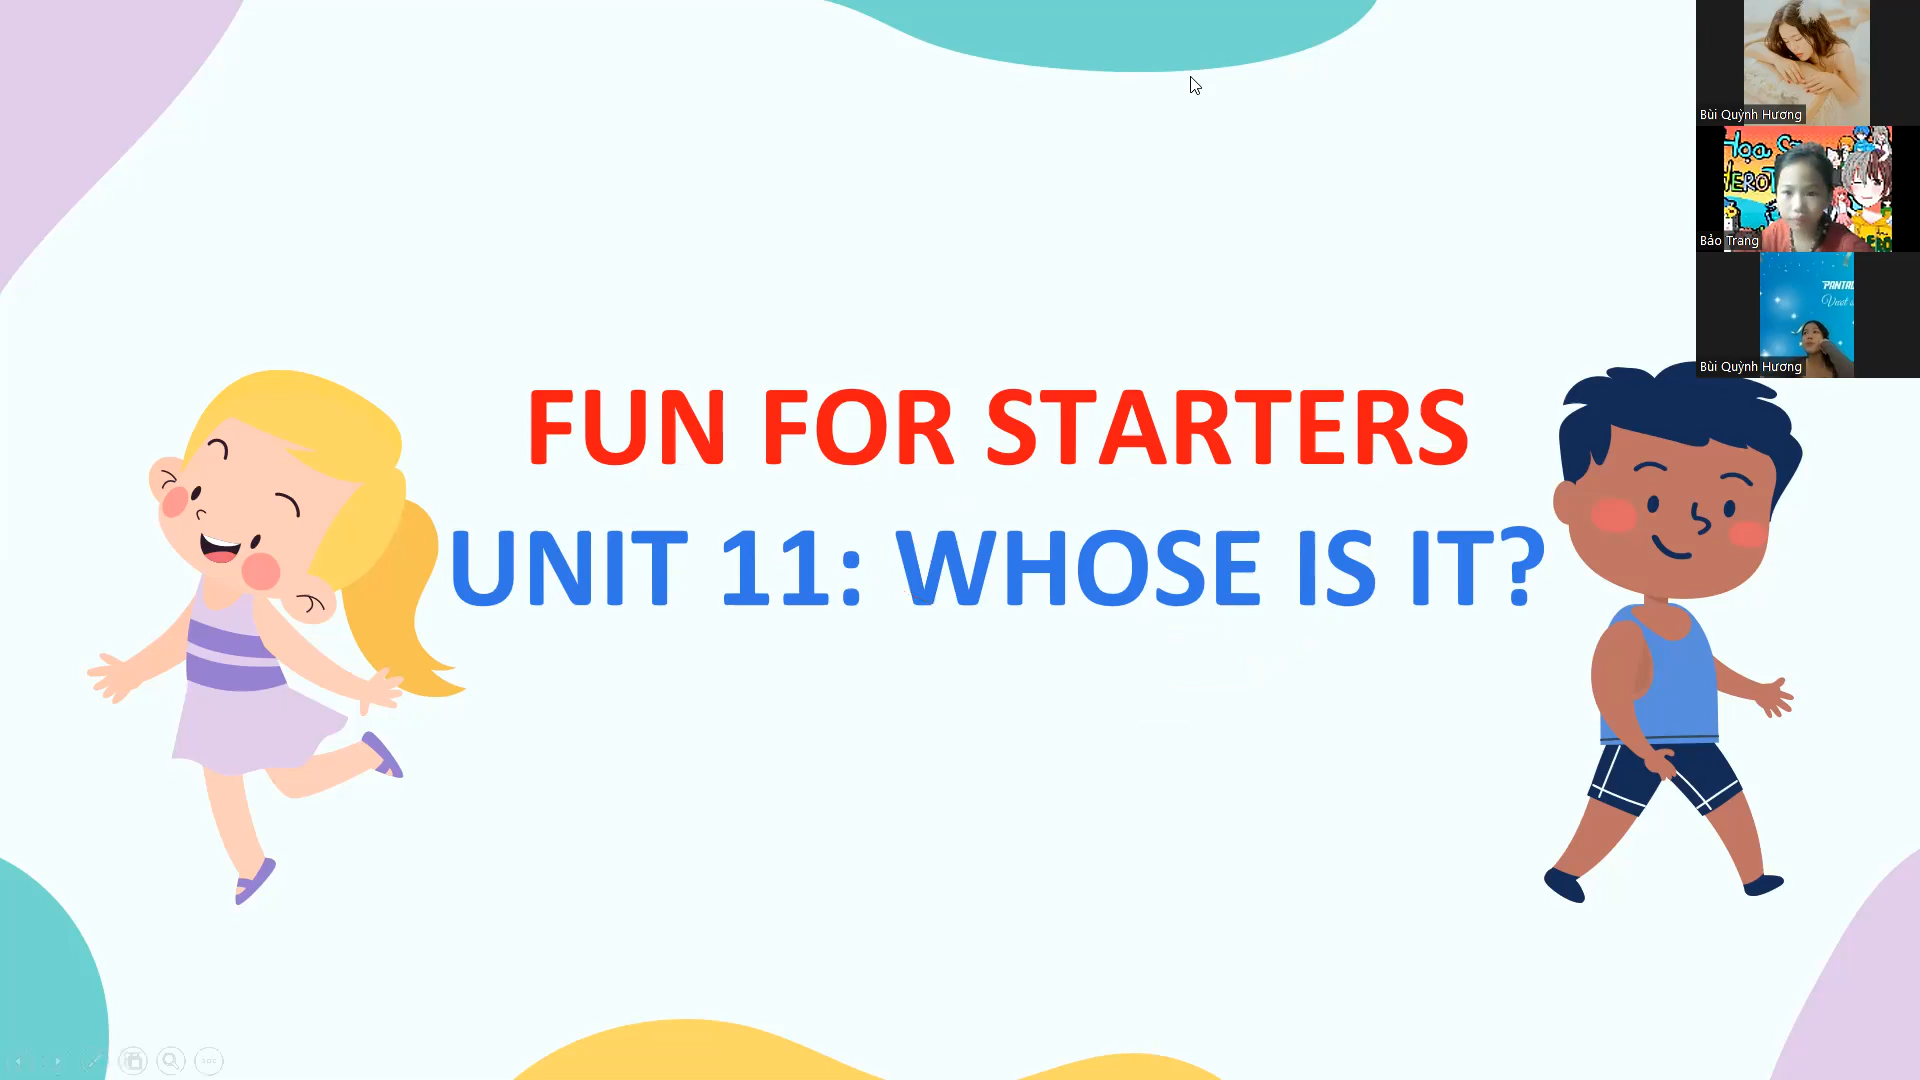 FUN FOR STARTERS
UNIT 11: WHOSE IS IT?
Bùi Quỳnh Hương
Bảo Trang
Bùi Quỳnh Hương